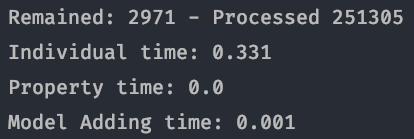 Remained: 2971 - Processed 251305
Individual time: 0.331
Property time: 0.0
Model Adding time: 0.001